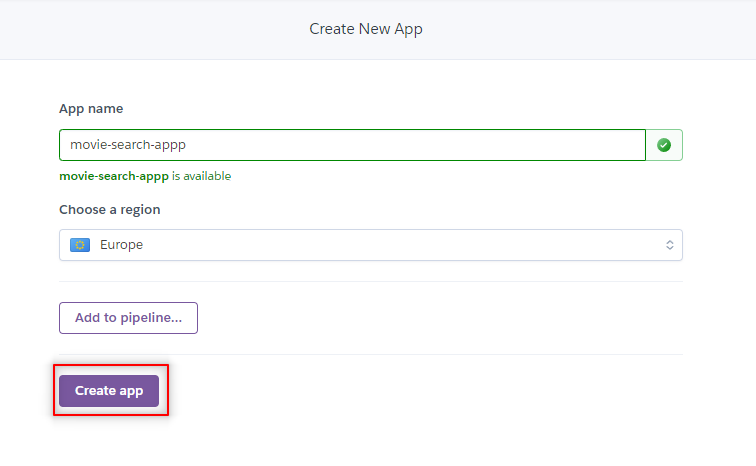 Create New App
App name
movie-search-appp
movie-search-appp is available
Choose a region
Europe
Add to pipeline...
Create app